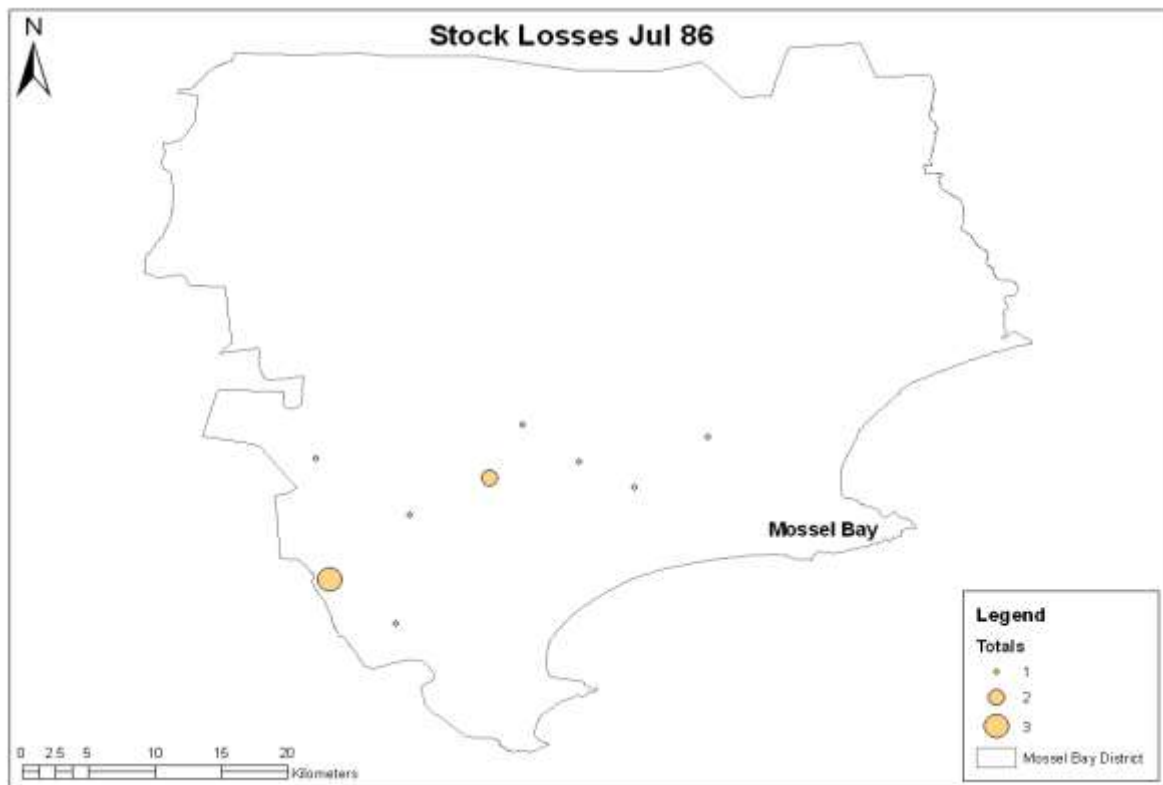 N
Stock Losses Jul 86
Mossel Bay
Legend
Totals
1
2
3
Mossel Bay District
0 2.5 5 10 15 20
Kilometers